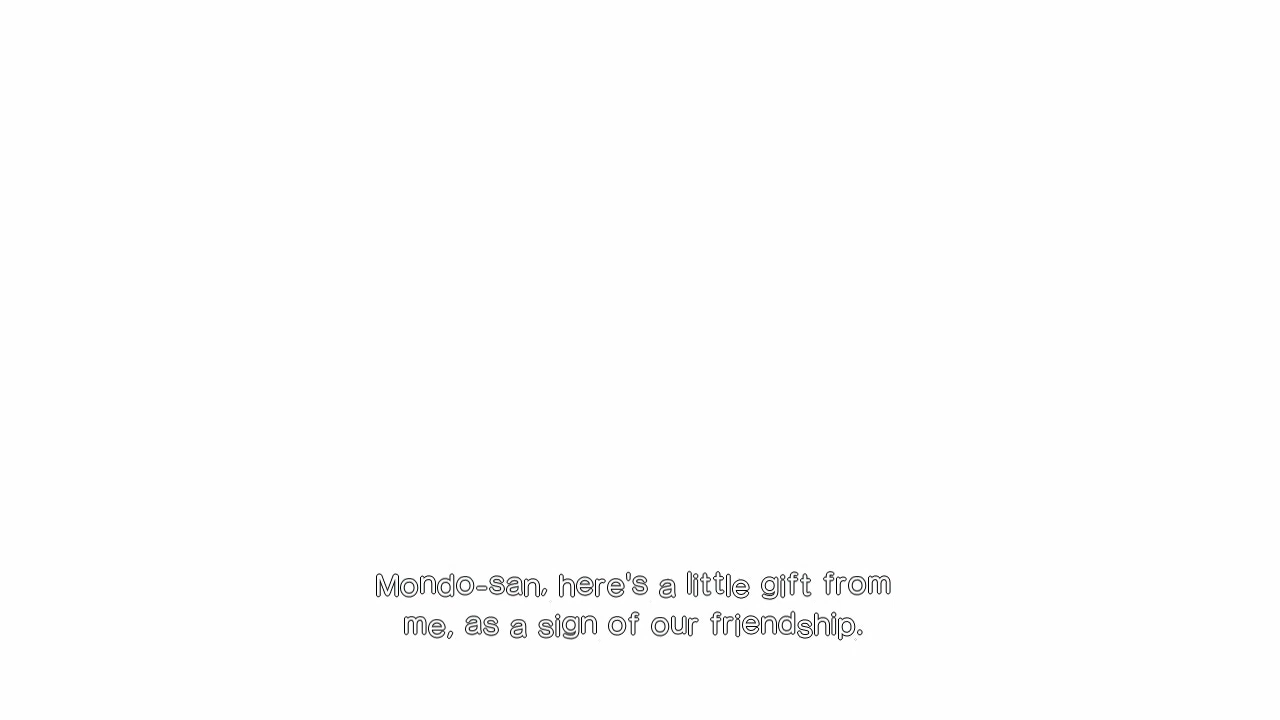 Mondo-san, here's a little gift from
me, as a sign of our friendship.